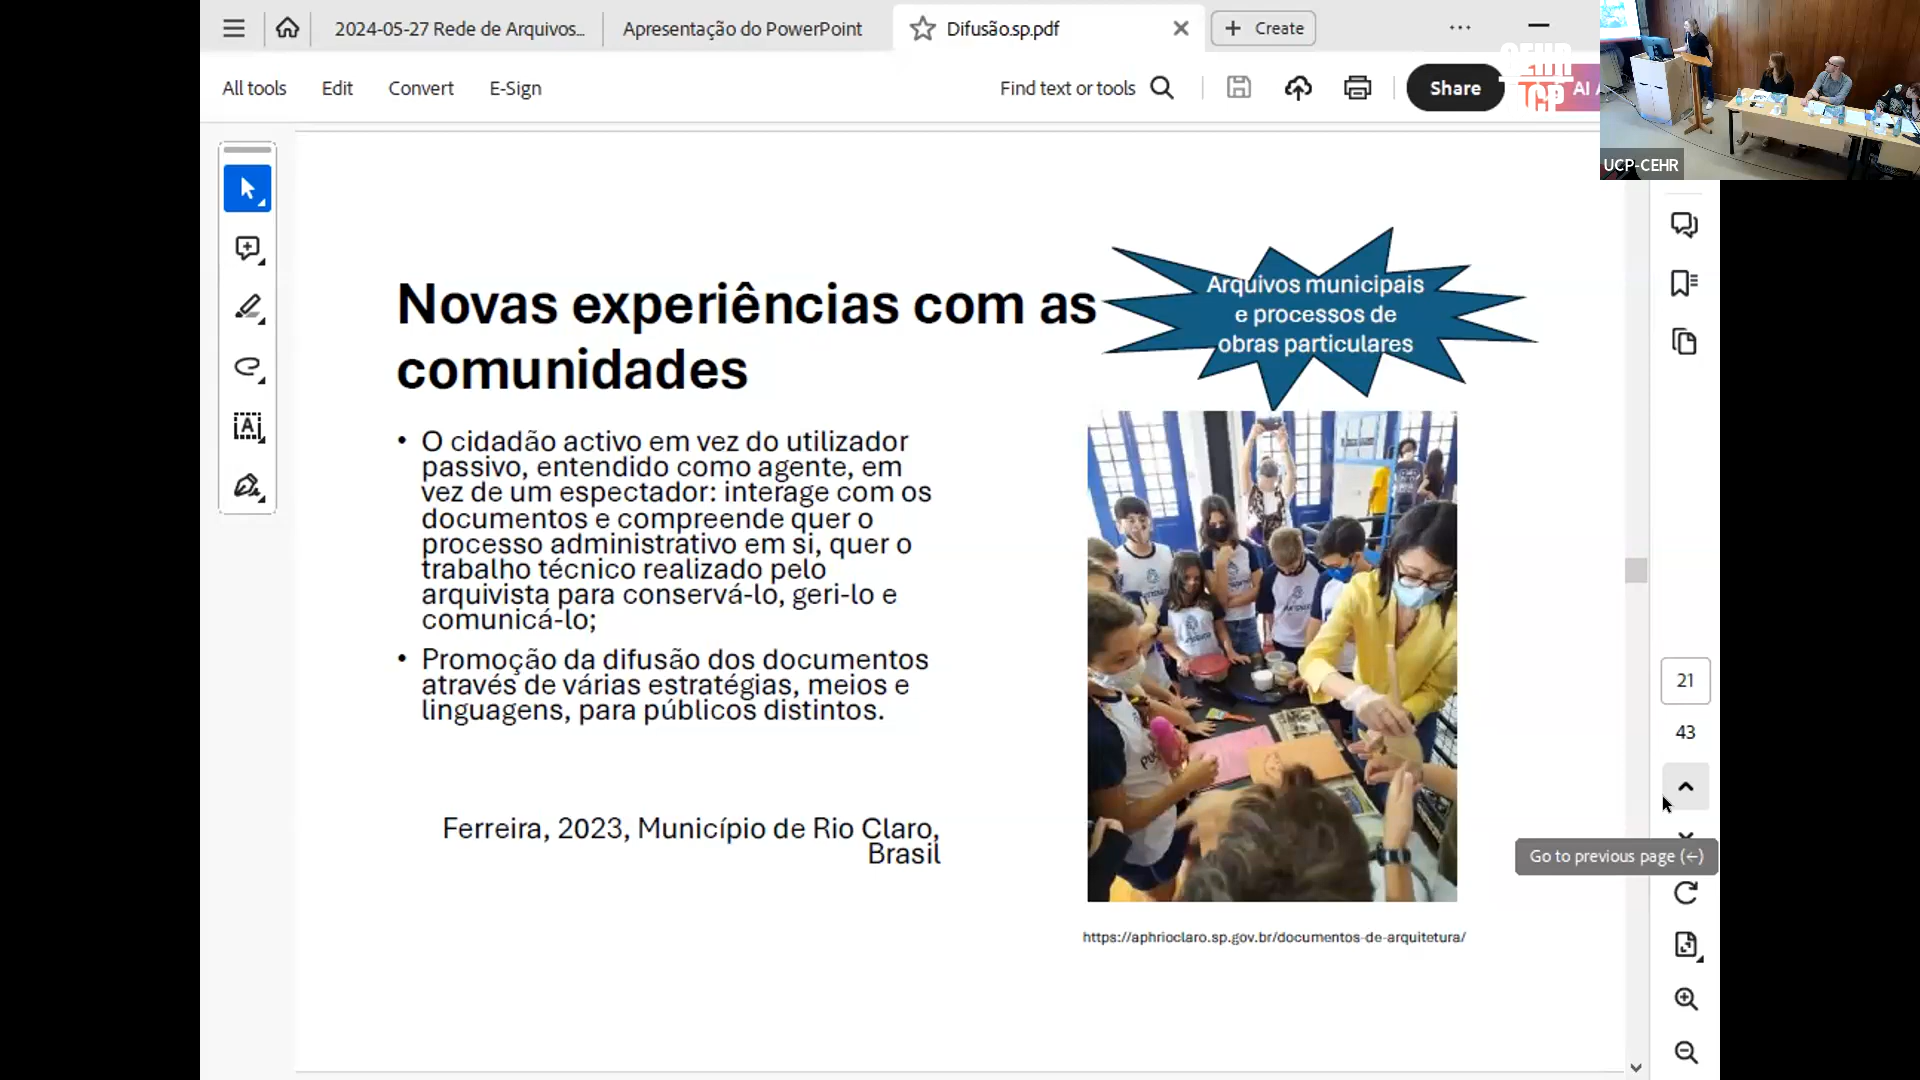 2024-05-27 Rede de Arquivos...
Apresentação do PowerPoint
Difusão.sp.pdf
Create
All tools
Edit
Convert
E-Sign
Find text or tools
Share
AI A
CEHR
UCP
UCP-CEHR
Novas experiências com as
comunidades
Arquivos municipais
e processos de
obras particulares
• O cidadão activo em vez do utilizador
passivo, entendido como agente, em
vez de um espectador: interage com os
documentos e compreende quer o
processo administrativo em si, quer o
trabalho técnico realizado pelo
arquivista para conservá-lo, geri-lo e
comunicá-lo;
• Promoção da difusão dos documentos
através de várias estratégias, meios e
linguagens, para públicos distintos.
Ferreira, 2023, Município de Rio Claro,
Brasil
https://aphrioclaro.sp.gov.br/documentos-de-arquitetura/
21
43
Go to previous page (←)